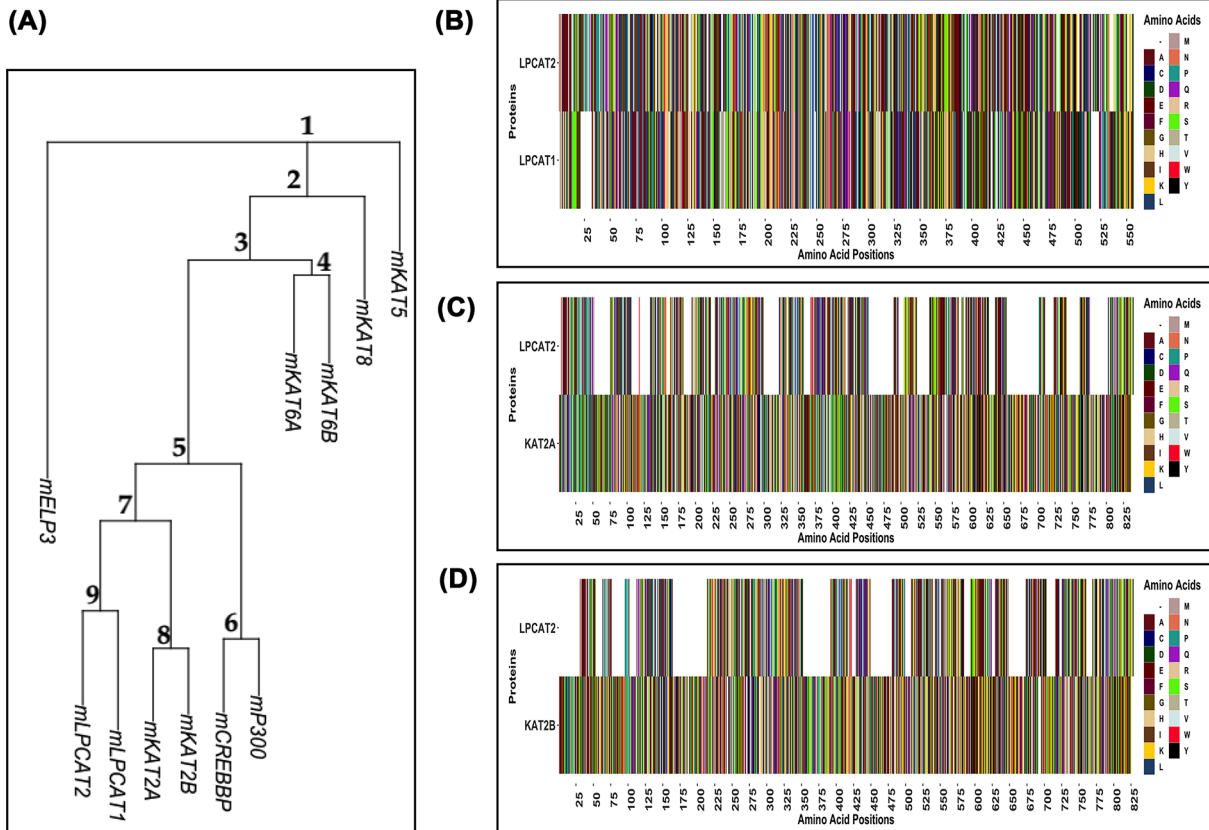 (A)
1
2
3
4
mKAT5
mKAT8
mKAT6A
mKAT6B
5
mELP3
7
9
8
6
mLPCAT2
mLPCAT1
mKAT2A
mKAT2B
mCREBBP
mP300
(B)
Proteins
LPCAT2
LPCAT1
25 50 75 100 125 150 175 200 225 250 275 300 325 350 375 400 425 450 475 500 525 550
Amino Acid Positions
Amino Acids
- M
A N
C P
D Q
E R
F S
G T
H V
I W
K Y
L
(C)
Proteins
LPCAT2
KAT2A
25 50 75 100 125 150 175 200 225 250 275 300 325 350 375 400 425 450 475 500 525 550 575 600 625 650 675 700 725 750 775 800 825
Amino Acid Positions
Amino Acids
- M
A N
C P
D Q
E R
F S
G T
H V
I W
K Y
L
(D)
Proteins
LPCAT2
KAT2B
25 50 75 100 125 150 175 200 225 250 275 300 325 350 375 400 425 450 475 500 525 550 575 600 625 650 675 700 725 750 775 800 825
Amino Acid Positions
Amino Acids
- M
A N
C P
D Q
E R
F S
G T
H V
I W
K Y
L